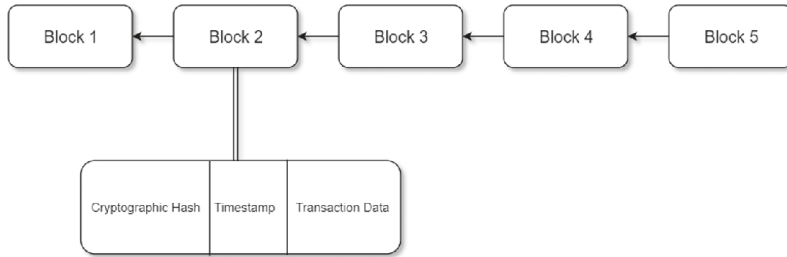 Block 1
Block 2
Block 3
Block 4
Block 5
Cryptographic Hash
Timestamp
Transaction Data